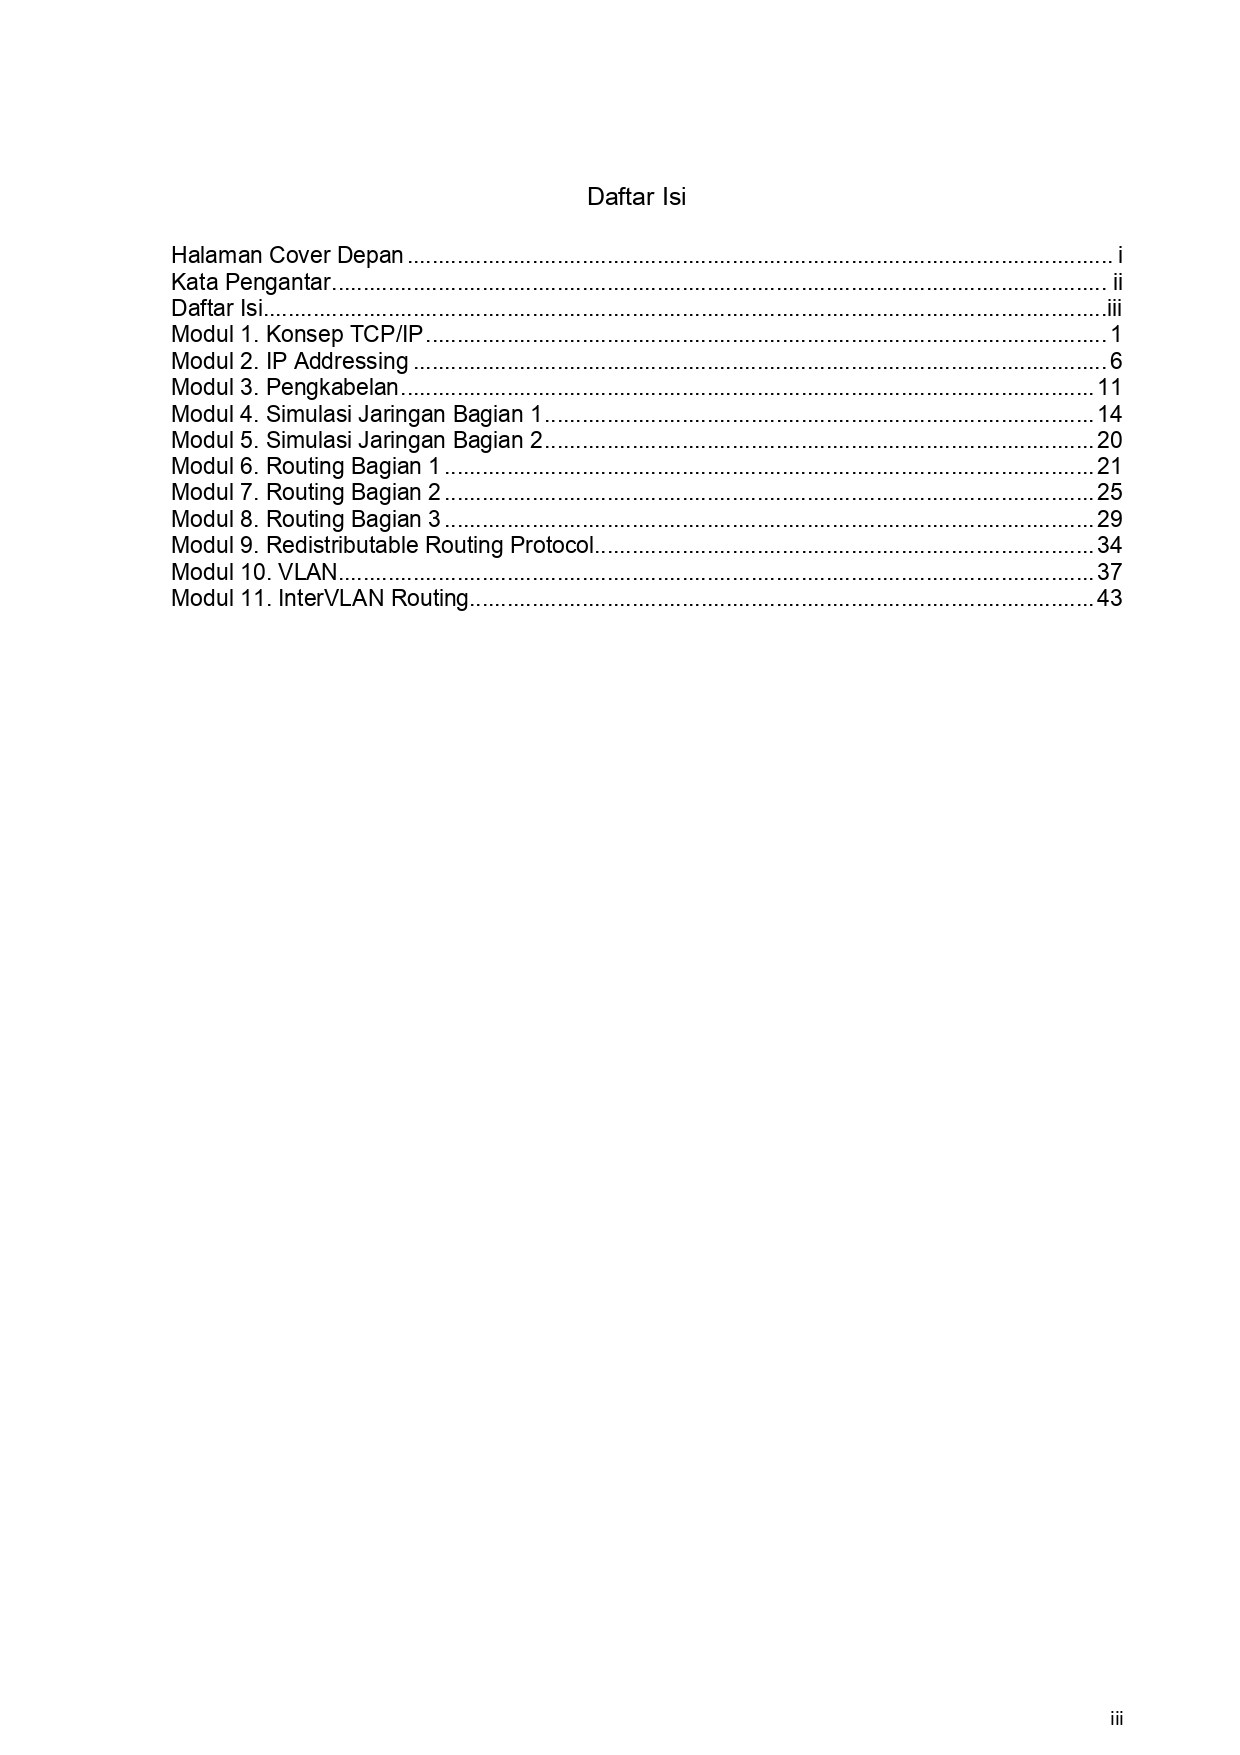 Daftar Isi
Halaman Cover Depan ................................................................................................................. i
Kata Pengantar............................................................................................................................ ii
Daftar Isi.......................................................................................................................................iii
Modul 1. Konsep TCP/IP ............................................................................................................. 1
Modul 2. IP Addressing ............................................................................................................... 6
Modul 3. Pengkabelan............................................................................................................... 11
Modul 4. Simulasi Jaringan Bagian 1........................................................................................ 14
Modul 5. Simulasi Jaringan Bagian 2........................................................................................ 20
Modul 6. Routing Bagian 1 ........................................................................................................ 21
Modul 7. Routing Bagian 2 ........................................................................................................ 25
Modul 8. Routing Bagian 3 ........................................................................................................ 29
Modul 9. Redistributable Routing Protocol................................................................................ 34
Modul 10. VLAN......................................................................................................................... 37
Modul 11. InterVLAN Routing.................................................................................................... 43
iii